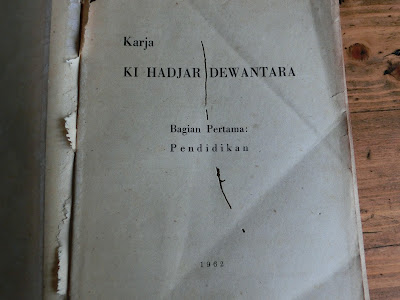 Karja
KI HADJAR DEWANTARA
Bagian Pertama:
Pendidikan
1962